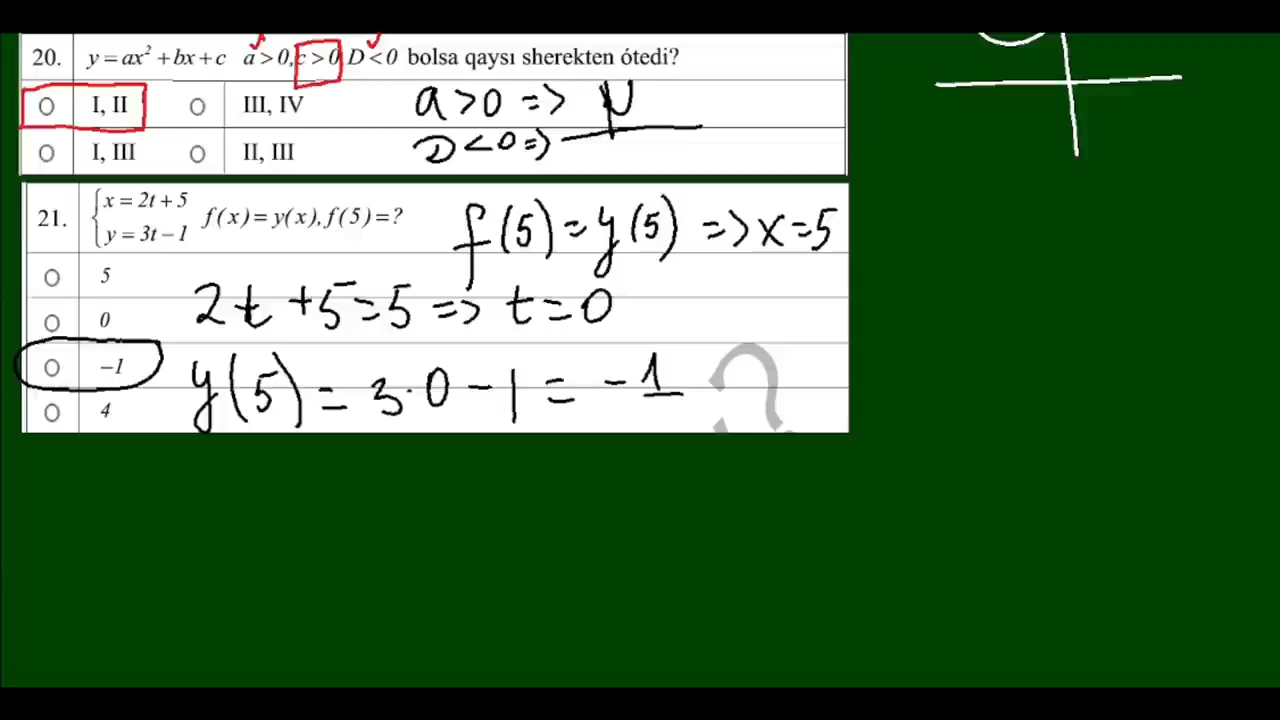 20. y = ax² + bx + c a > 0, c > 0 D < 0 bolsa qaysı sherekten ótedi?
I, II III, IV
a > 0 =>
I, III II, III
D < 0 =>
21. { x = 2t + 5
y = 3t − 1 f(x) = y(x), f(5) = ?
f(5) = y(5) => x = 5
5
2t + 5 = 5 => t = 0
0
−1
y(5) = 3·0 − 1 = −1
4
?